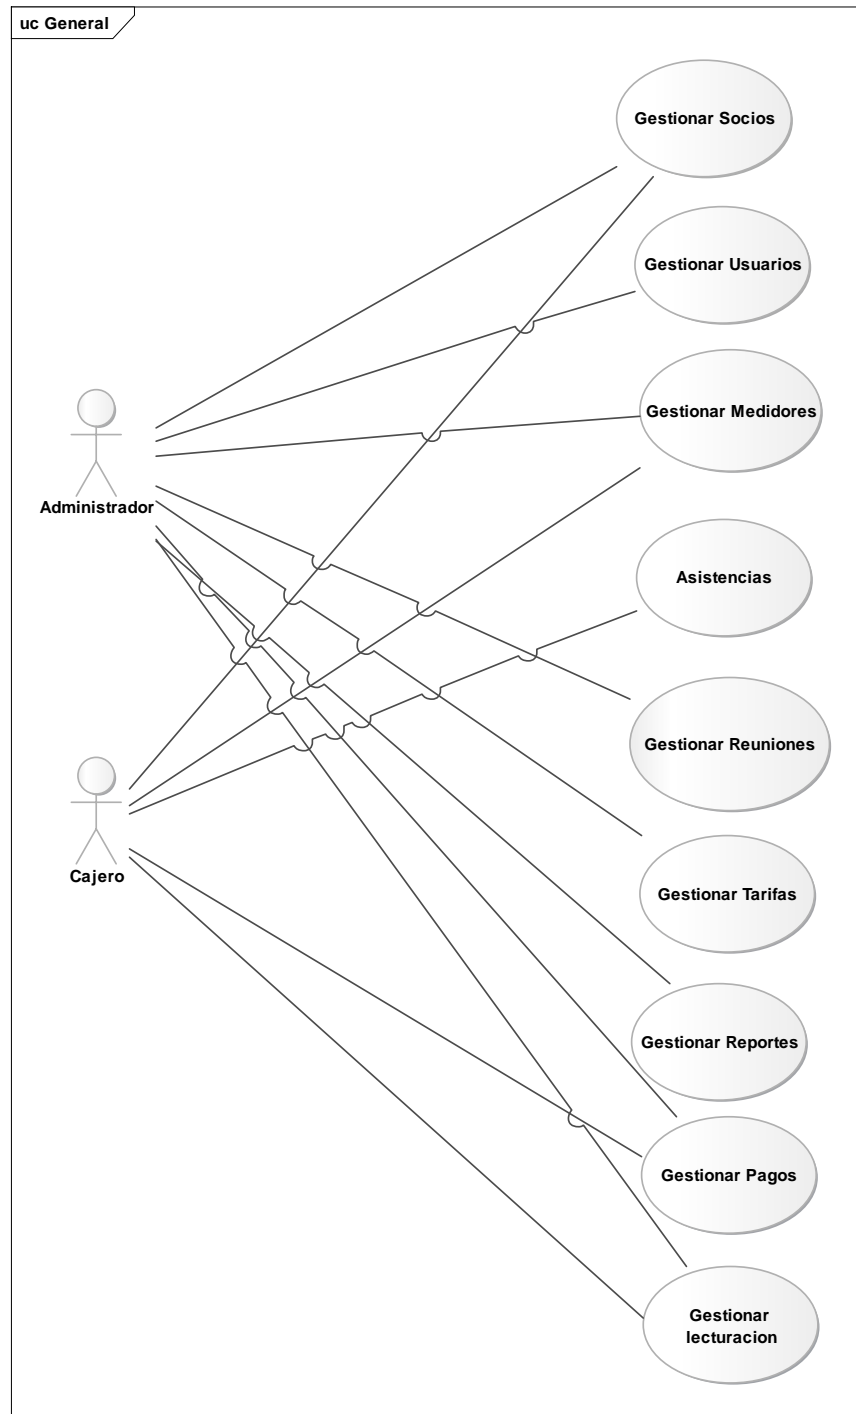 uc General
Gestionar Socios
Gestionar Usuarios
Gestionar Medidores
Administrador
Asistencias
Gestionar Reuniones
Cajero
Gestionar Tarifas
Gestionar Reportes
Gestionar Pagos
Gestionar
lecturacion